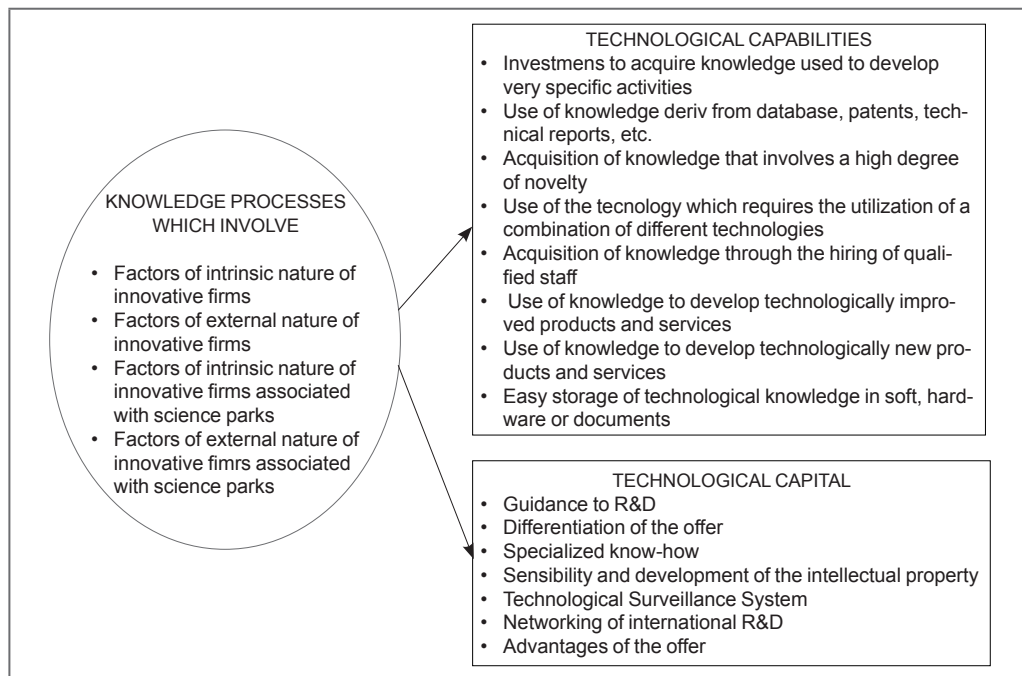 KNOWLEDGE PROCESSES
WHICH INVOLVE
• Factors of intrinsic nature of
innovative firms
• Factors of external nature of
innovative firms
• Factors of intrinsic nature of
innovative firms associated
with science parks
• Factors of external nature of
innovative fimrs associated
with science parks
TECHNOLOGICAL CAPABILITIES
• Investmens to acquire knowledge used to develop
very specific activities
• Use of knowledge deriv from database, patents, tech-
nical reports, etc.
• Acquisition of knowledge that involves a high degree
of novelty
• Use of the tecnology which requires the utilization of a
combination of different technologies
• Acquisition of knowledge through the hiring of quali-
fied staff
• Use of knowledge to develop technologically impro-
ved products and services
• Use of knowledge to develop technologically new pro-
ducts and services
• Easy storage of technological knowledge in soft, hard-
ware or documents
TECHNOLOGICAL CAPITAL
• Guidance to R&D
• Differentiation of the offer
• Specialized know-how
• Sensibility and development of the intellectual property
• Technological Surveillance System
• Networking of international R&D
• Advantages of the offer